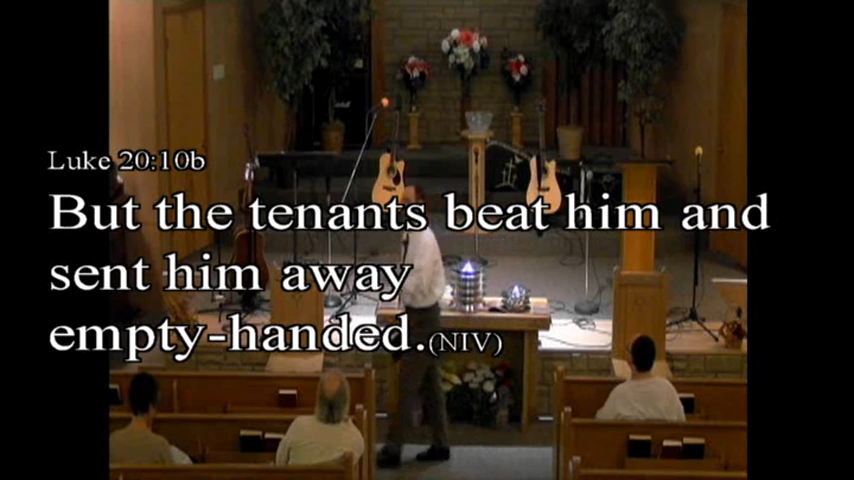 Luke 20:10b
But the tenants beat him and
sent him away
empty-handed.(NIV)